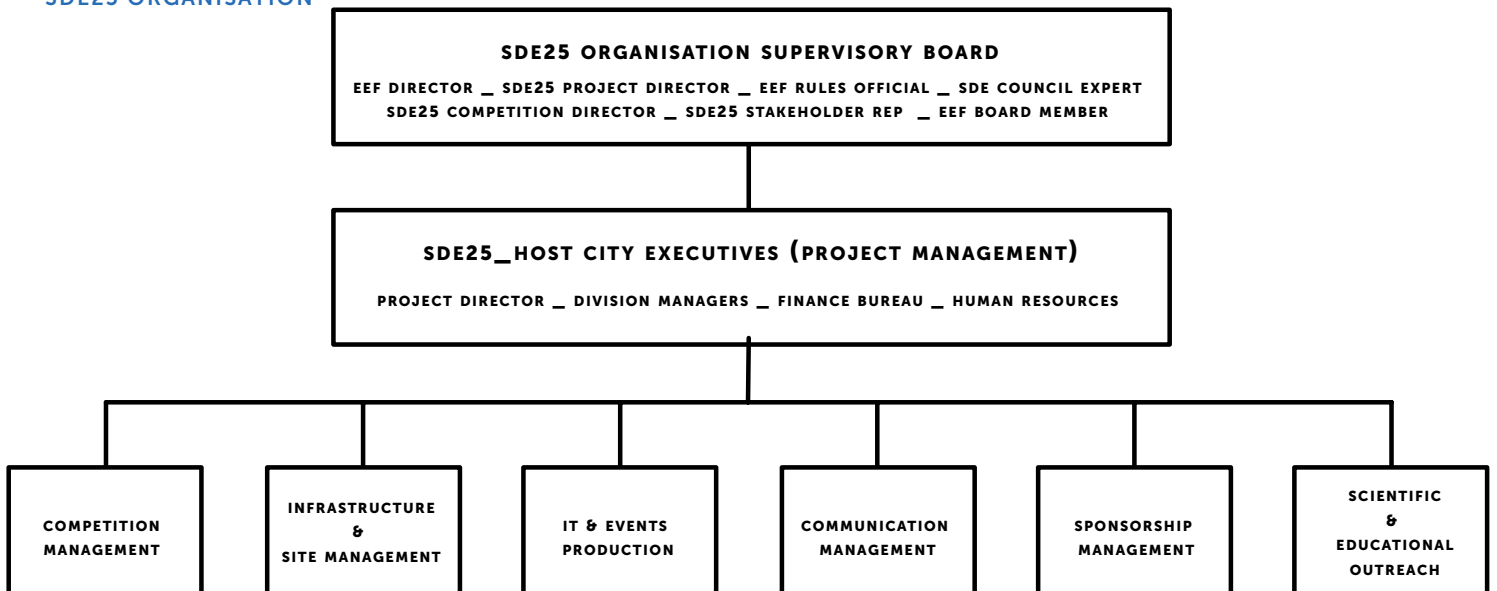 SDE25 ORGANISATION
SDE25 ORGANISATION SUPERVISORY BOARD
EEF DIRECTOR _ SDE25 PROJECT DIRECTOR _ EEF RULES OFFICIAL _ SDE COUNCIL EXPERT
SDE25 COMPETITION DIRECTOR _ SDE25 STAKEHOLDER REP _ EEF BOARD MEMBER
SDE25_HOST CITY EXECUTIVES (PROJECT MANAGEMENT)
PROJECT DIRECTOR _ DIVISION MANAGERS _ FINANCE BUREAU _ HUMAN RESOURCES
COMPETITION
MANAGEMENT
INFRASTRUCTURE
&
SITE MANAGEMENT
IT & EVENTS
PRODUCTION
COMMUNICATION
MANAGEMENT
SPONSORSHIP
MANAGEMENT
SCIENTIFIC
&
EDUCATIONAL
OUTREACH